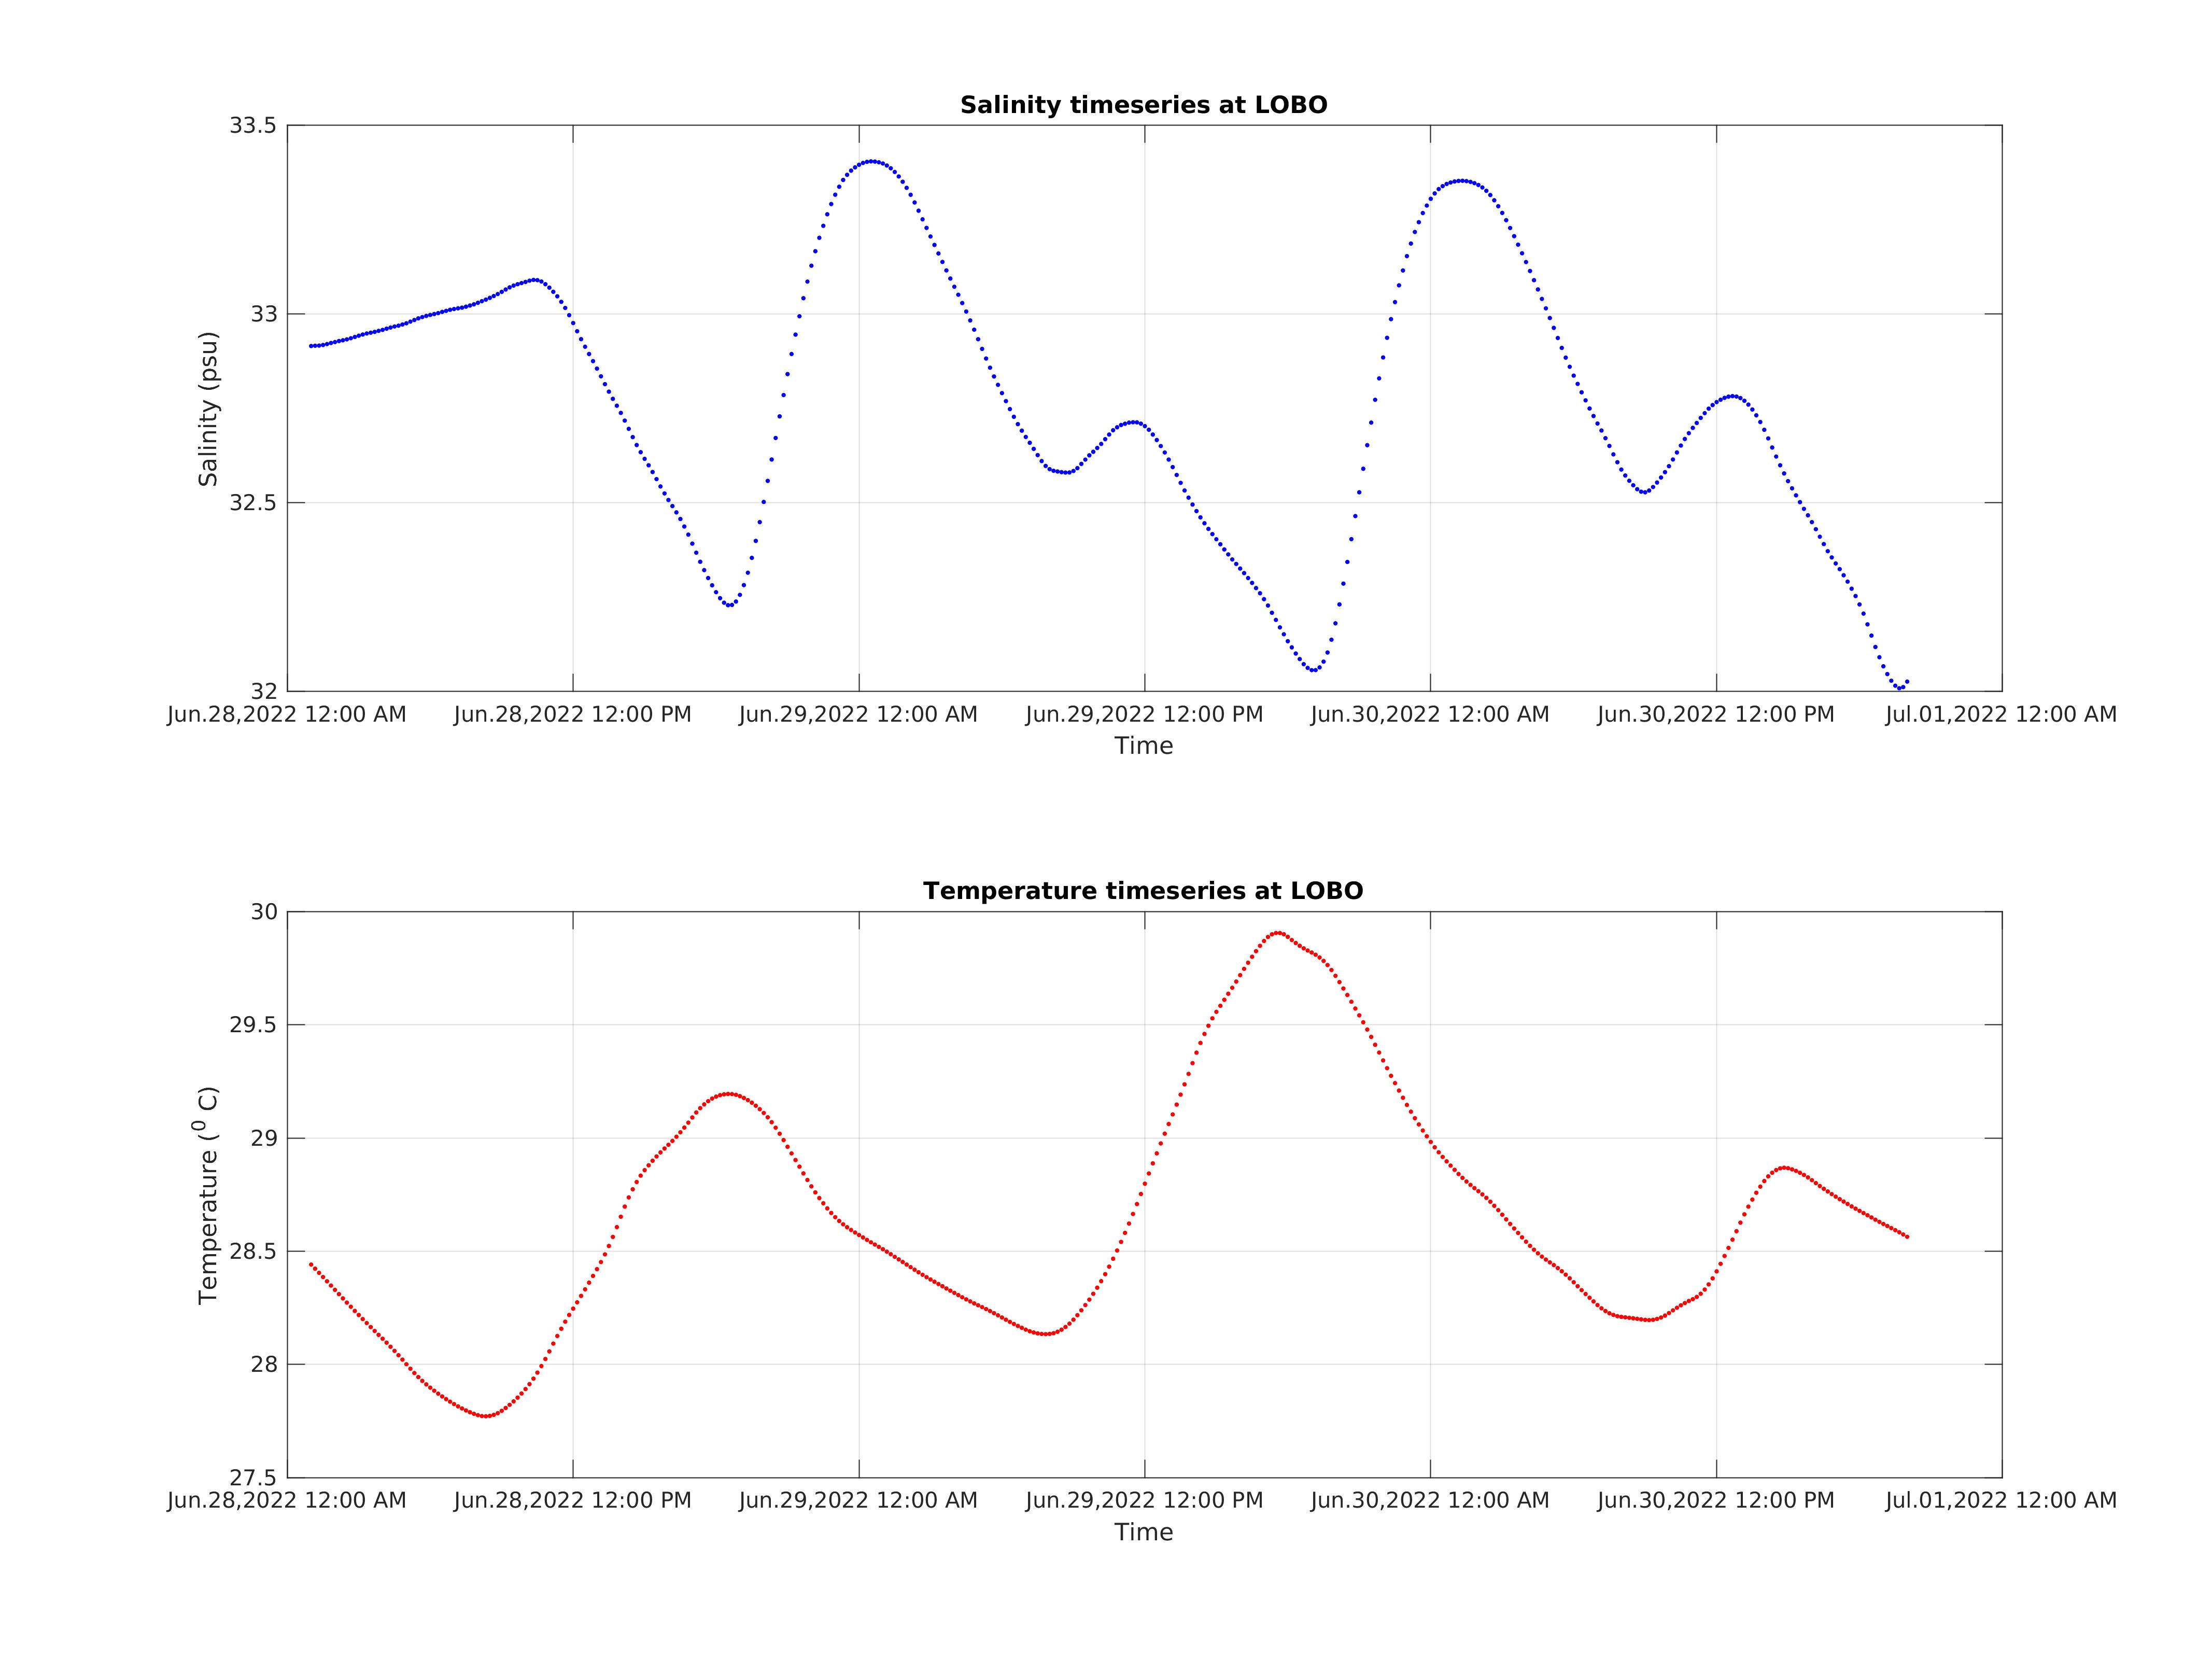 Salinity timeseries at LOBO
33.5
33
32.5
32
Salinity (psu)
Jun.28,2022 12:00 AM Jun.28,2022 12:00 PM Jun.29,2022 12:00 AM Jun.29,2022 12:00 PM Jun.30,2022 12:00 AM Jun.30,2022 12:00 PM Jul.01,2022 12:00 AM
Time
Temperature timeseries at LOBO
30
29.5
29
28.5
28
27.5
Temperature (⁰ C)
Jun.28,2022 12:00 AM Jun.28,2022 12:00 PM Jun.29,2022 12:00 AM Jun.29,2022 12:00 PM Jun.30,2022 12:00 AM Jun.30,2022 12:00 PM Jul.01,2022 12:00 AM
Time